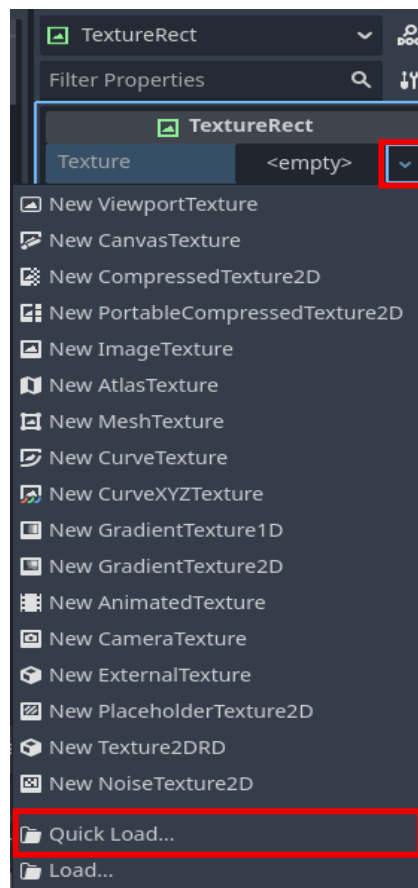 TextureRect
DOC
Filter Properties
TextureRect
Texture <empty>
New ViewportTexture
New CanvasTexture
New CompressedTexture2D
New PortableCompressedTexture2D
New ImageTexture
New AtlasTexture
New MeshTexture
New CurveTexture
New CurveXYZTexture
New GradientTexture1D
New GradientTexture2D
New AnimatedTexture
New CameraTexture
New ExternalTexture
New PlaceholderTexture2D
New Texture2DRD
New NoiseTexture2D
Quick Load...
Load...